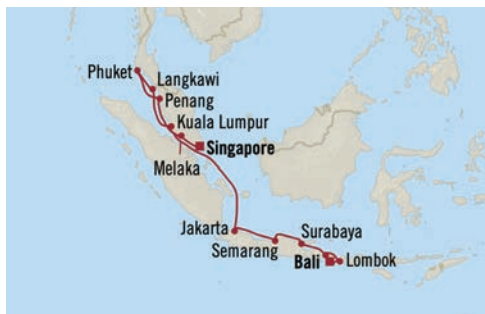 Phuket
Langkawi
Penang
Kuala Lumpur
Singapore
Melaka
Jakarta
Surabaya
Semarang
Bali
Lombok